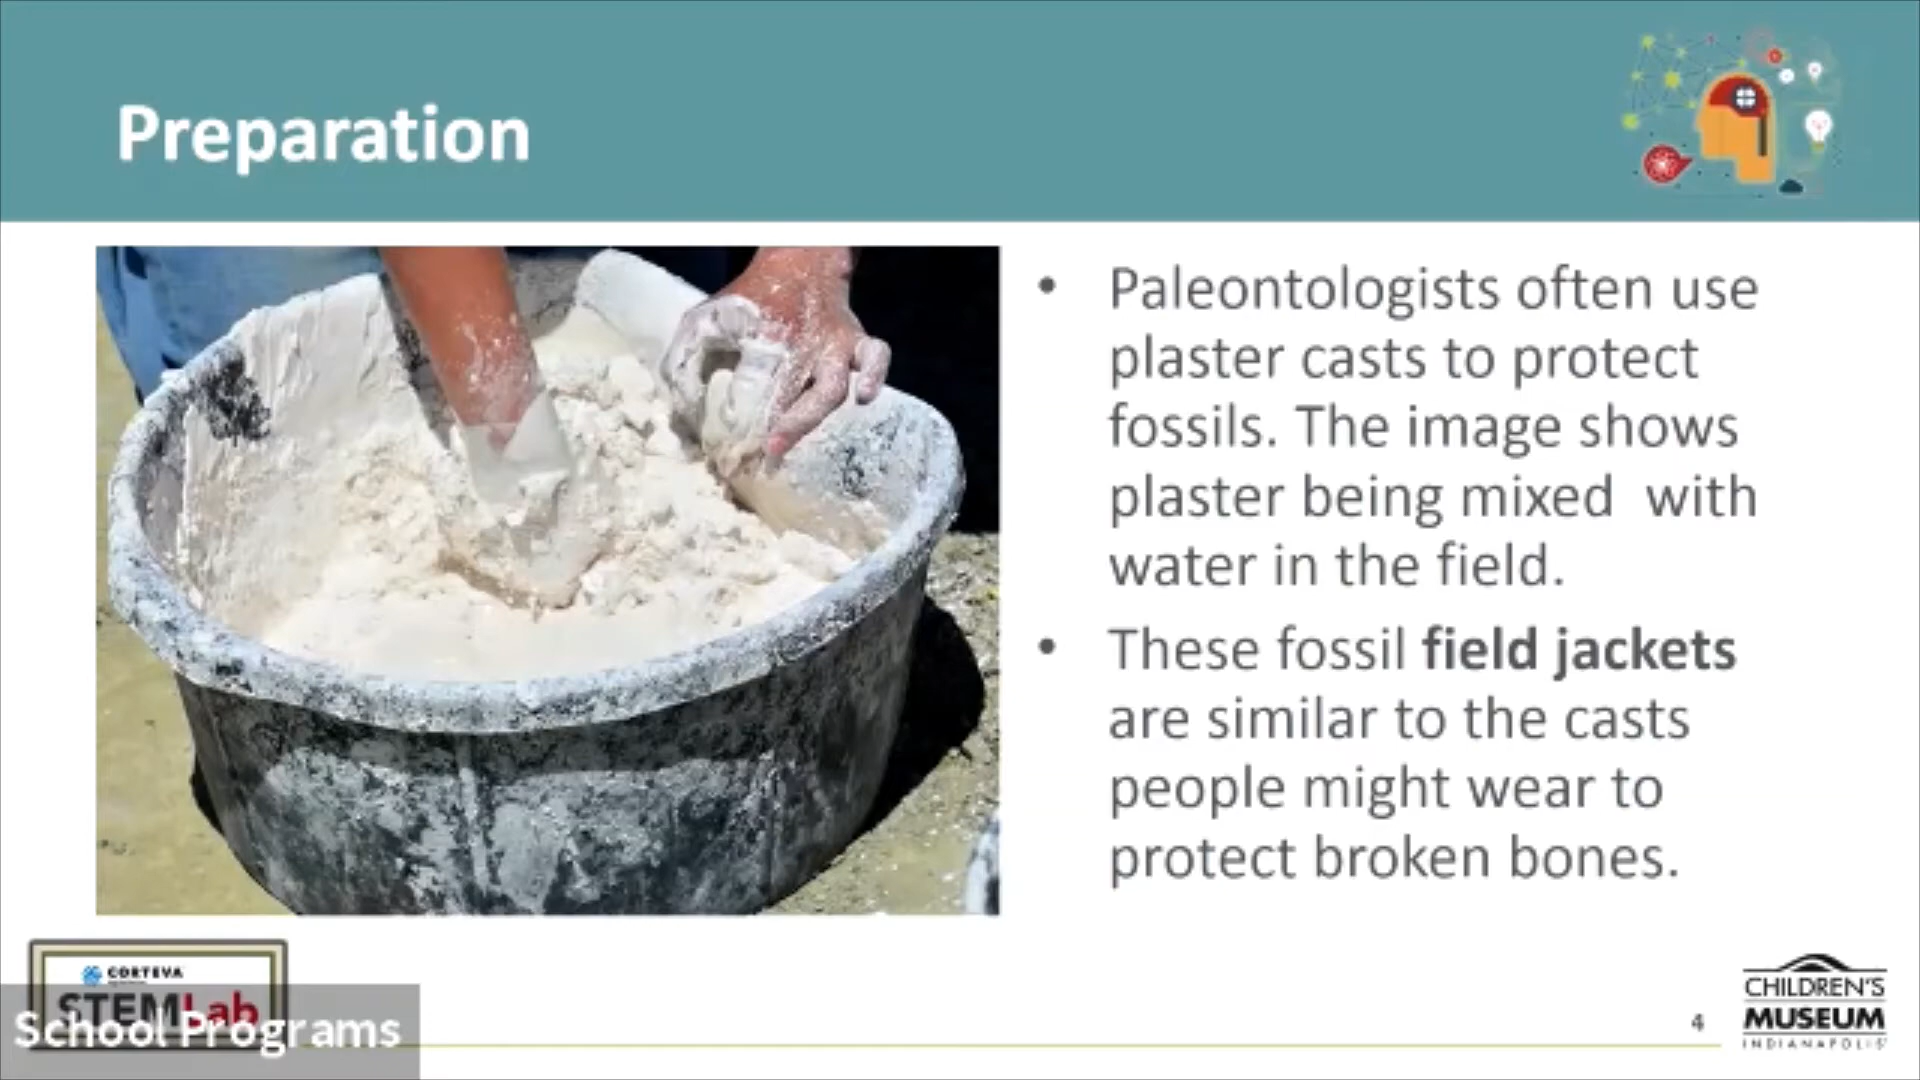 Preparation
• Paleontologists often use
plaster casts to protect
fossils. The image shows
plaster being mixed  with
water in the field.
• These fossil field jackets
are similar to the casts
people might wear to
protect broken bones.
CORTEVA
STEMLab
School Programs
4
CHILDREN'S
MUSEUM
INDIANAPOLIS